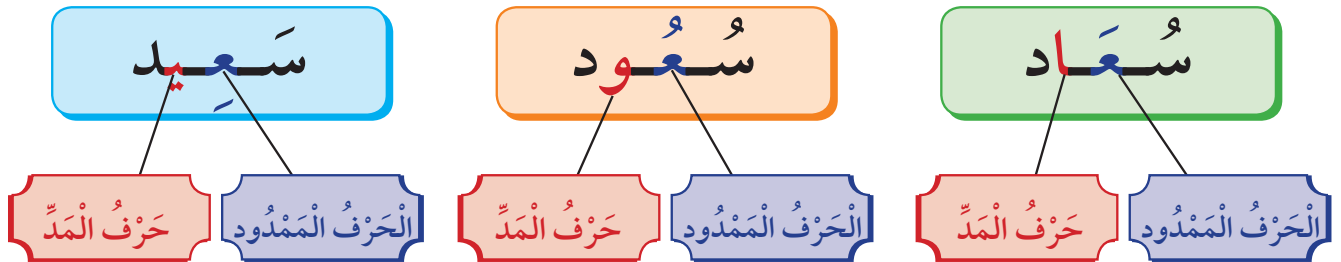 سُعَاد
سُعُود
سَعِيد
الْحَرْفُ الْمَمْدُود
حَرْفُ الْمَدِّ
الْحَرْفُ الْمَمْدُود
حَرْفُ الْمَدِّ
الْحَرْفُ الْمَمْدُود
حَرْفُ الْمَدِّ